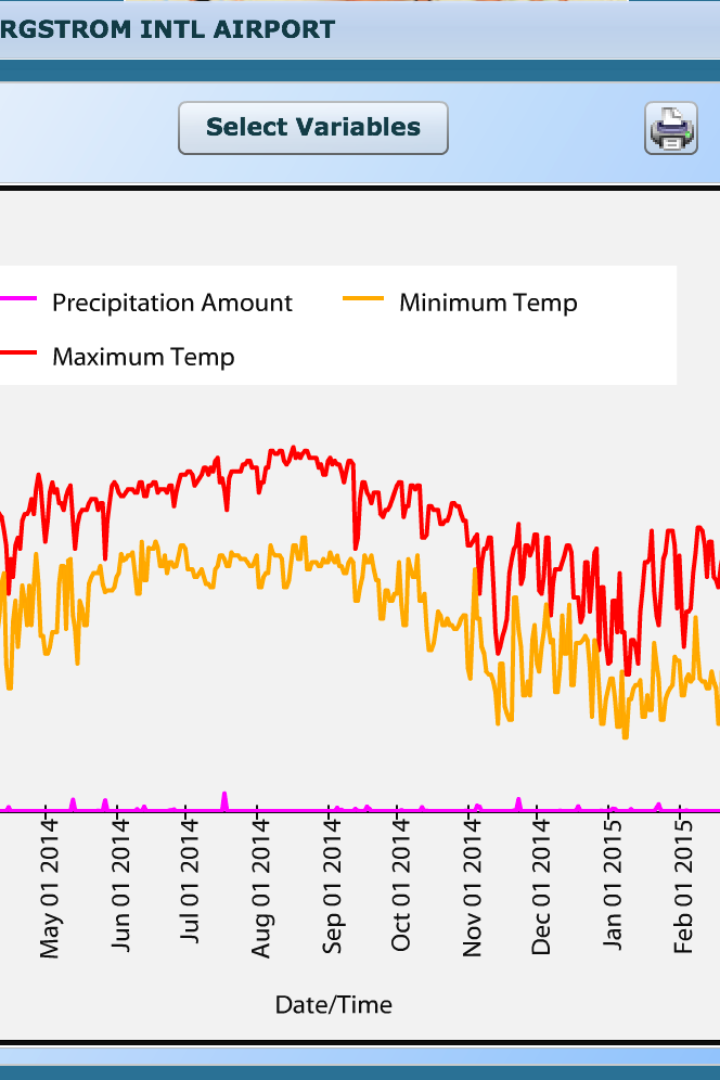 RGSTROM INTL AIRPORT
Select Variables
Precipitation Amount
Minimum Temp
Maximum Temp
May 01 2014
Jun 01 2014
Jul 01 2014
Aug 01 2014
Sep 01 2014
Oct 01 2014
Nov 01 2014
Dec 01 2014
Jan 01 2015
Feb 01 2015
Date/Time